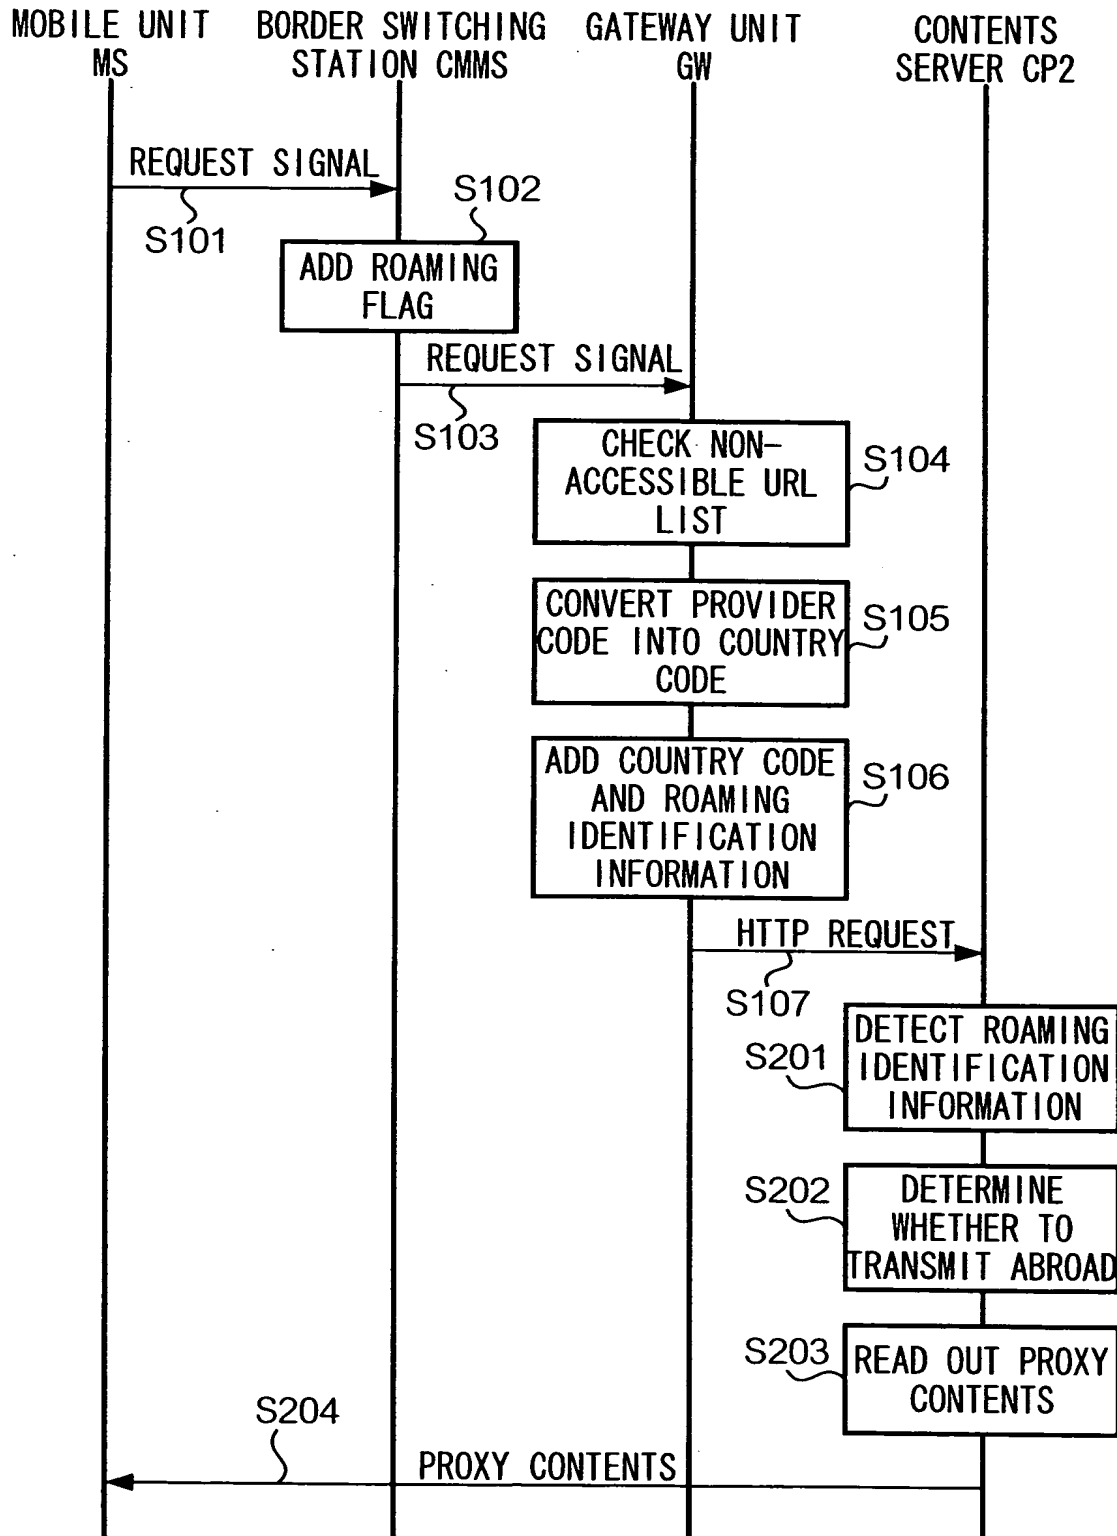 MOBILE UNIT
MS
BORDER SWITCHING
STATION CMMS
GATEWAY UNIT
GW
CONTENTS
SERVER CP2
REQUEST SIGNAL
S101
S102
ADD ROAMING
FLAG
REQUEST SIGNAL
S103
CHECK NON-
ACCESSIBLE URL
LIST
S104
CONVERT PROVIDER
CODE INTO COUNTRY
CODE
S105
ADD COUNTRY CODE
AND ROAMING
IDENTIFICATION
INFORMATION
S106
HTTP REQUEST
S107
DETECT ROAMING
IDENTIFICATION
INFORMATION
S201
S202
DETERMINE
WHETHER TO
TRANSMIT ABROAD
S203
READ OUT PROXY
CONTENTS
S204
PROXY CONTENTS